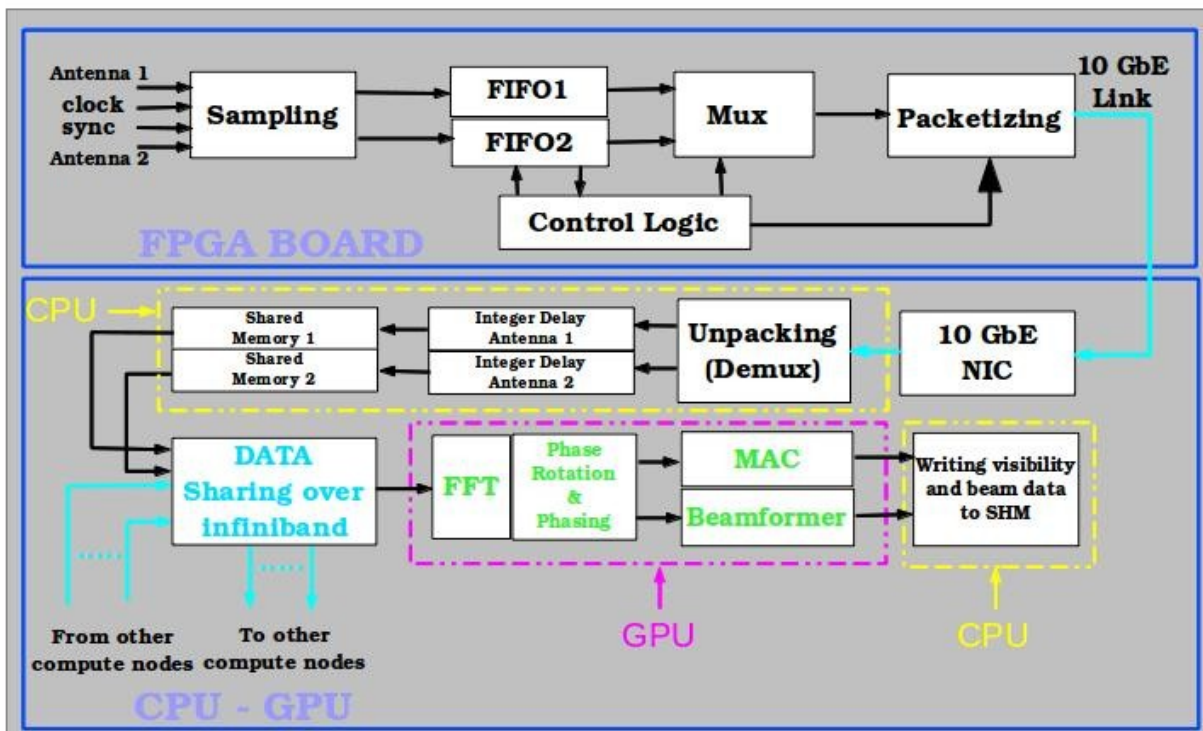 Antenna 1
clock
sync
Antenna 2
Sampling
FIFO1
FIFO2
Mux
Packetizing
10 GbE
Link
Control Logic
FPGA BOARD
CPU
Shared
Memory 1
Shared
Memory 2
Integer Delay
Antenna 1
Integer Delay
Antenna 2
Unpacking
(Demux)
10 GbE
NIC
DATA
Sharing over
infiniband
FFT
Phase
Rotation
&
Phasing
MAC
Beamformer
Writing visibility
and beam data
to SHM
From other
compute nodes
To other
compute nodes
GPU
CPU
CPU - GPU